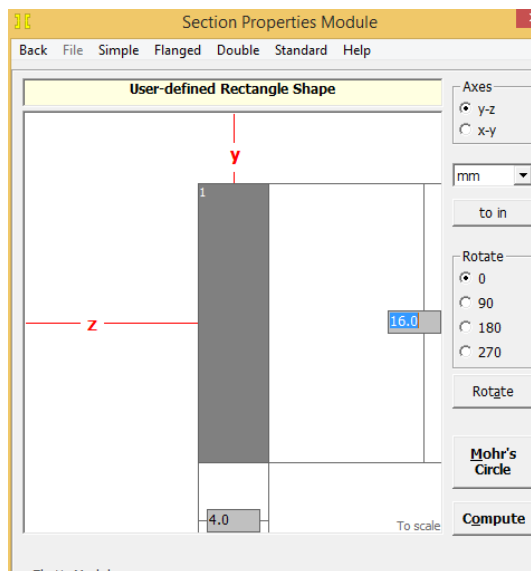 Section Properties Module
Back File Simple Flanged Double Standard Help
User-defined Rectangle Shape
Axes
y-z
x-y
y
1
mm
to in
Rotate
0
90
180
270
16.0
z
Rotate
Mohr's
Circle
4.0
To scale
Compute